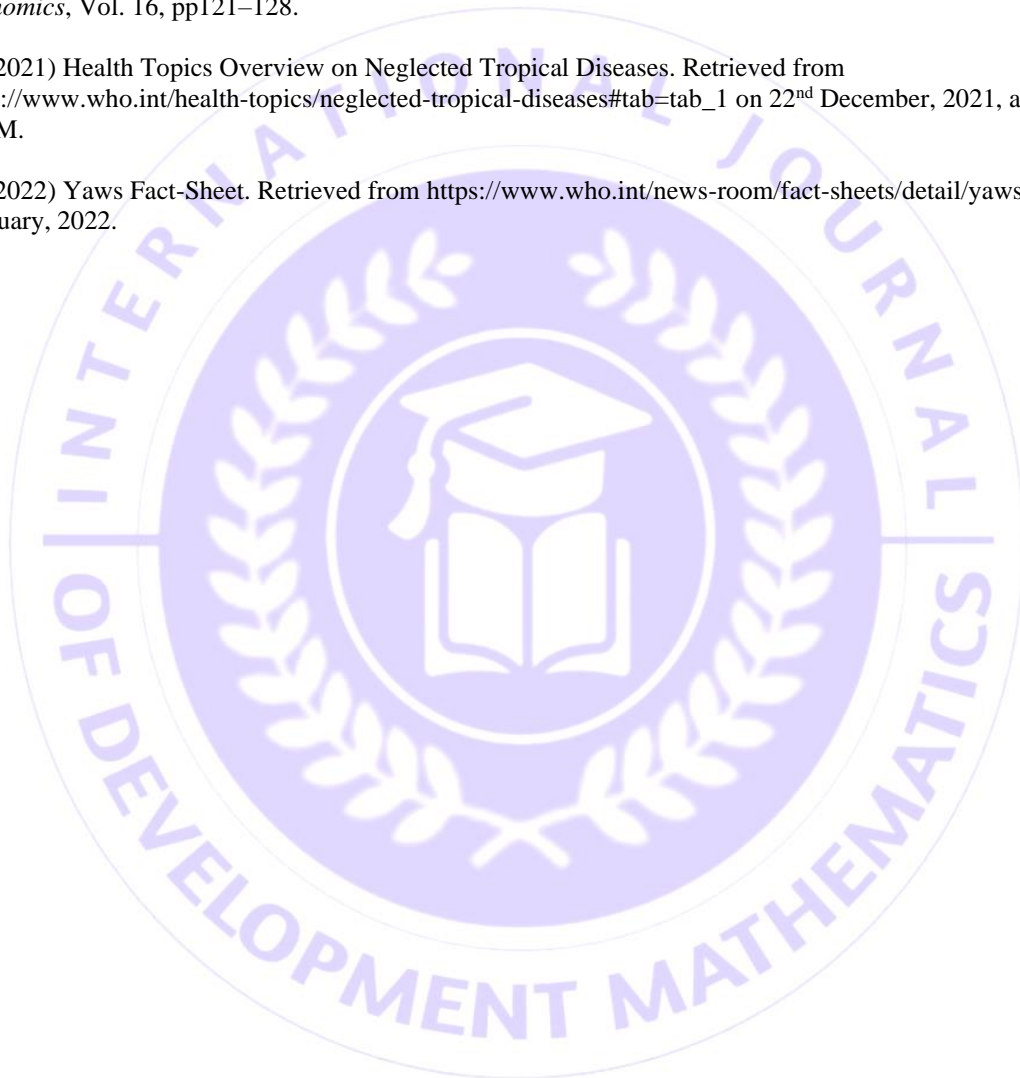 nomics, Vol. 16, pp121–128.
2021) Health Topics Overview on Neglected Tropical Diseases. Retrieved from
://www.who.int/health-topics/neglected-tropical-diseases#tab=tab_1 on 22nd December, 2021, a
M.
2022) Yaws Fact-Sheet. Retrieved from https://www.who.int/news-room/fact-sheets/detail/yaws
uary, 2022.
INTERNATIONAL JOURNAL
OF DEVELOPMENT MATHEMATICS